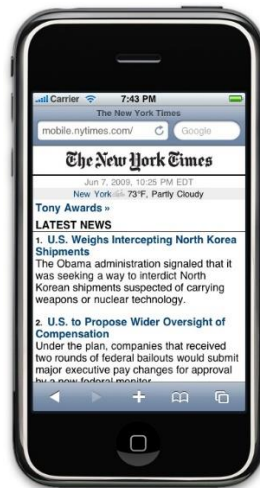 Carrier 7:43 PM
The New York Times
mobile.nytimes.com/ Google
The New York Times
Jun 7, 2009, 10:25 PM EDT
New York 73°F, Partly Cloudy
Tony Awards »
LATEST NEWS
1. U.S. Weighs Intercepting North Korea
Shipments
The Obama administration signaled that it
was seeking a way to interdict North
Korean shipments suspected of carrying
weapons or nuclear technology.
2. U.S. to Propose Wider Oversight of
Compensation
Under the plan, companies that received
two rounds of federal bailouts would submit
major executive pay changes for approval
by a new federal monitor.